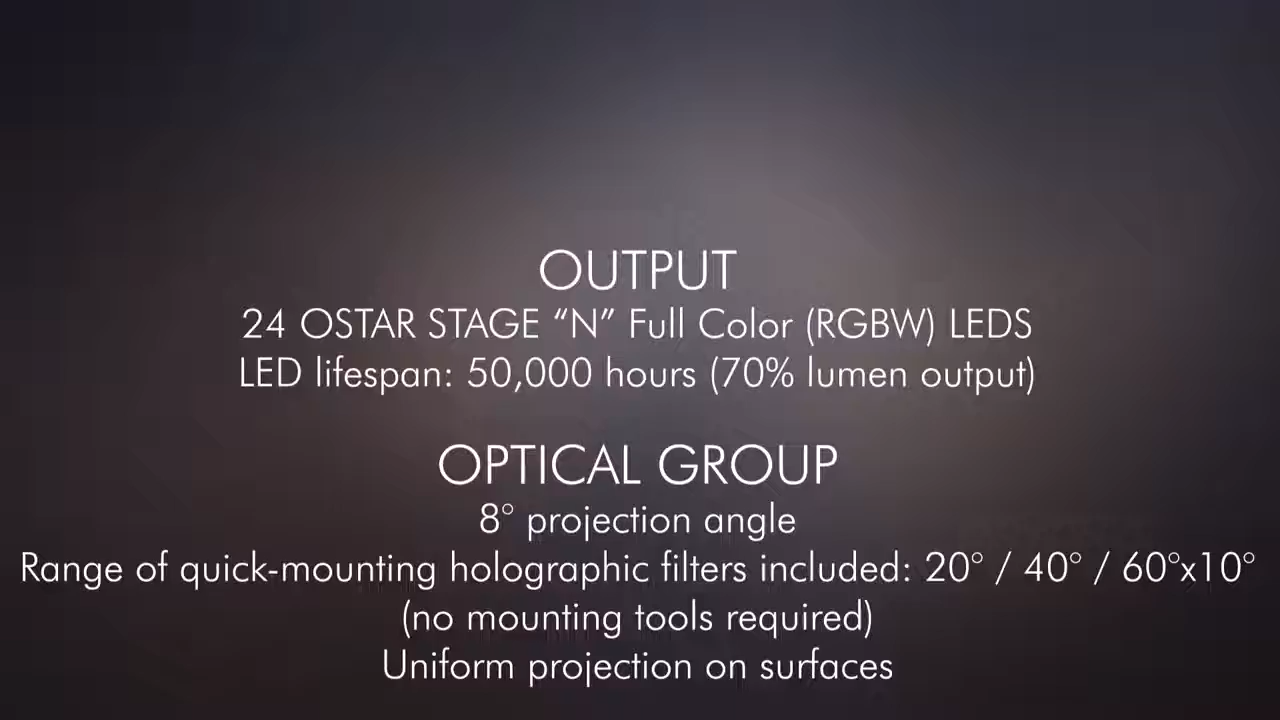 OUTPUT
24 OSTAR STAGE “N” Full Color (RGBW) LEDS
LED lifespan: 50,000 hours (70% lumen output)
OPTICAL GROUP
8° projection angle
Range of quick-mounting holographic filters included: 20° / 40° / 60°x10°
(no mounting tools required)
Uniform projection on surfaces